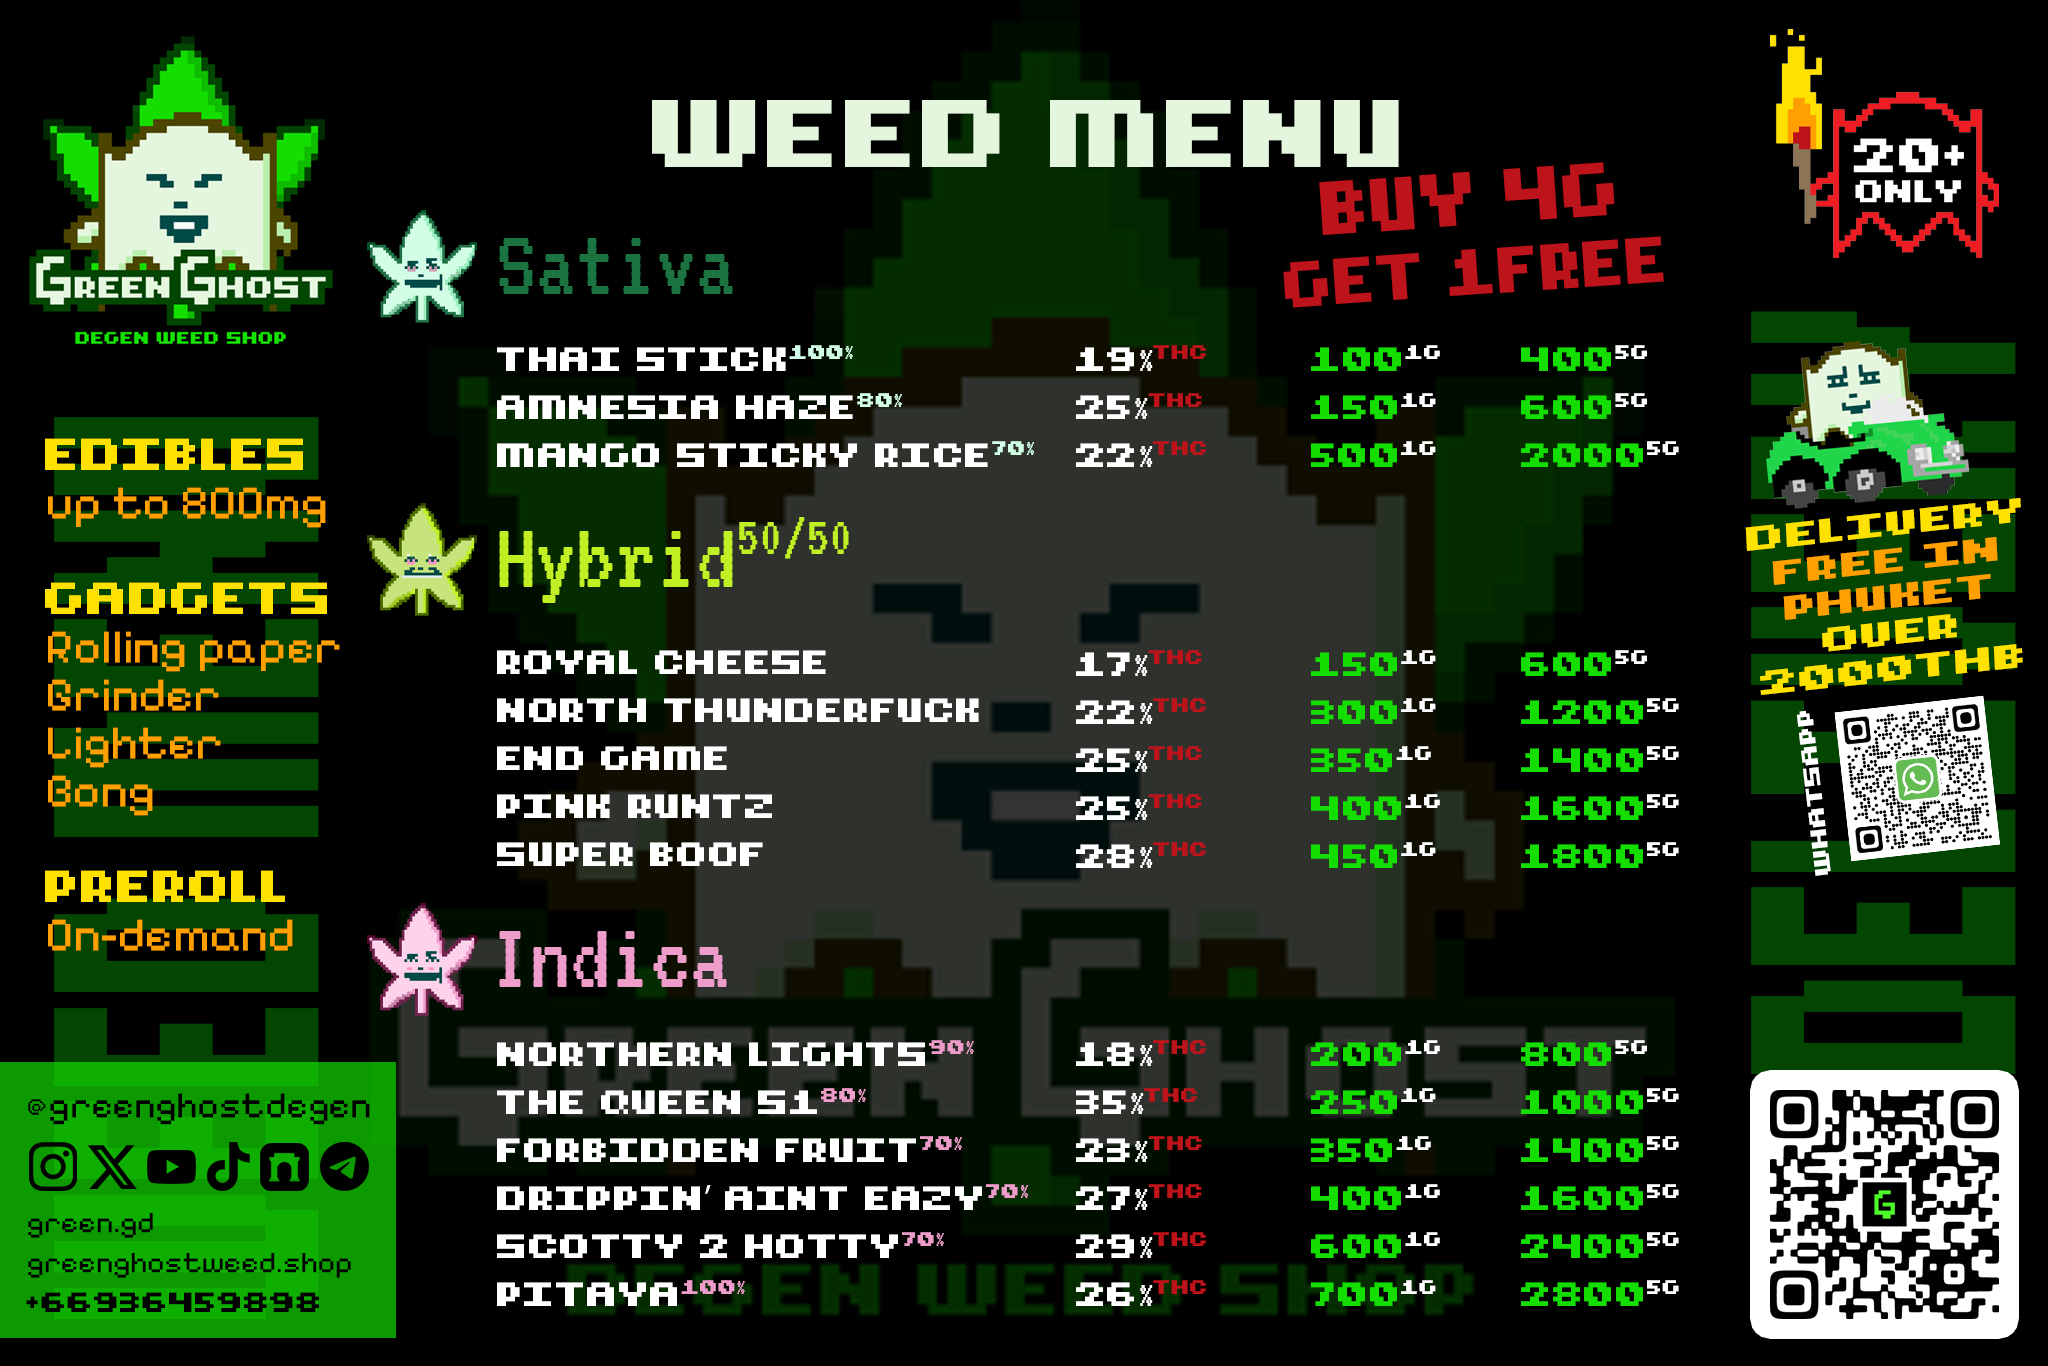 GREEN GHOST
DEGEN WEED SHOP
WEED MENU
BUY 4G
GET 1FREE
20+
ONLY
Sativa
THAI STICK100% 19%THC 1001G 4005G
AMNESIA HAZE80% 25%THC 1501G 6005G
MANGO STICKY RICE70% 22%THC 5001G 20005G
Hybrid50/50
ROYAL CHEESE 17%THC 1501G 6005G
NORTH THUNDERFUCK 22%THC 3001G 12005G
END GAME 25%THC 3501G 14005G
PINK RUNTZ 25%THC 4001G 16005G
SUPER BOOF 28%THC 4501G 18005G
Indica
NORTHERN LIGHTS90% 18%THC 2001G 8005G
THE QUEEN S180% 35%THC 2501G 10005G
FORBIDDEN FRUIT70% 23%THC 3501G 14005G
DRIPPIN' AINT EAZY70% 27%THC 4001G 16005G
SCOTTY 2 HOTTY70% 29%THC 6001G 24005G
PITAYA100% 26%THC 7001G 28005G
GREEN GHOST
DEGEN WEED SHOP
EDIBLES
up to 800mg
GADGETS
Rolling paper
Grinder
Lighter
Bong
PREROLL
On-demand
@greenghostdegen
green.gd
greenghostweed.shop
+66936459898
DELIVERY
FREE IN
PHUKET
OVER
2000THB
WHATSAPP
G